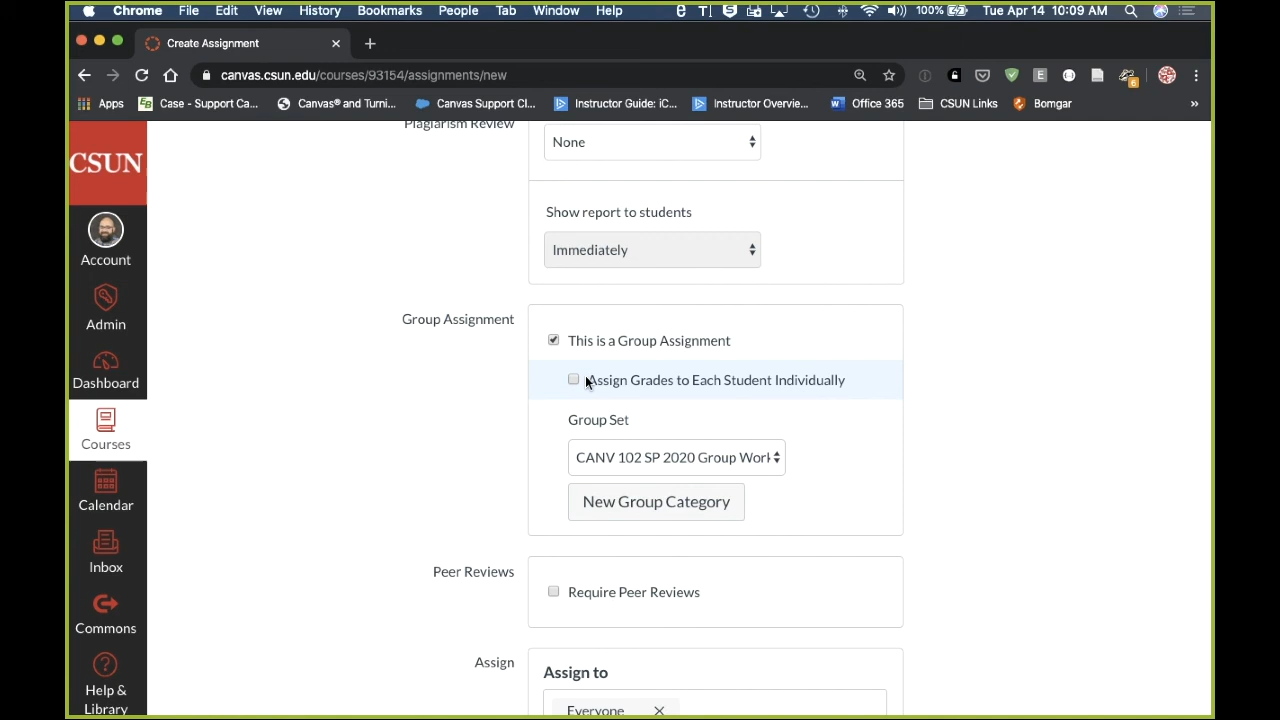 Chrome File Edit View History Bookmarks People Tab Window Help 100% Tue Apr 14 10:09 AM
Create Assignment
canvas.csun.edu/courses/93154/assignments/new
Apps Case - Support Ca... Canvas® and Turni... Canvas Support Cl... Instructor Guide: iC... Instructor Overvie... Office 365 CSUN Links Bomgar »
CSUN
Account
Admin
Dashboard
Courses
Calendar
Inbox
Commons
Help &
Library
Plagiarism Review
None
Show report to students
Immediately
Group Assignment
This is a Group Assignment
Assign Grades to Each Student Individually
Group Set
CANV 102 SP 2020 Group Work
New Group Category
Peer Reviews
Require Peer Reviews
Assign
Assign to
Everyone